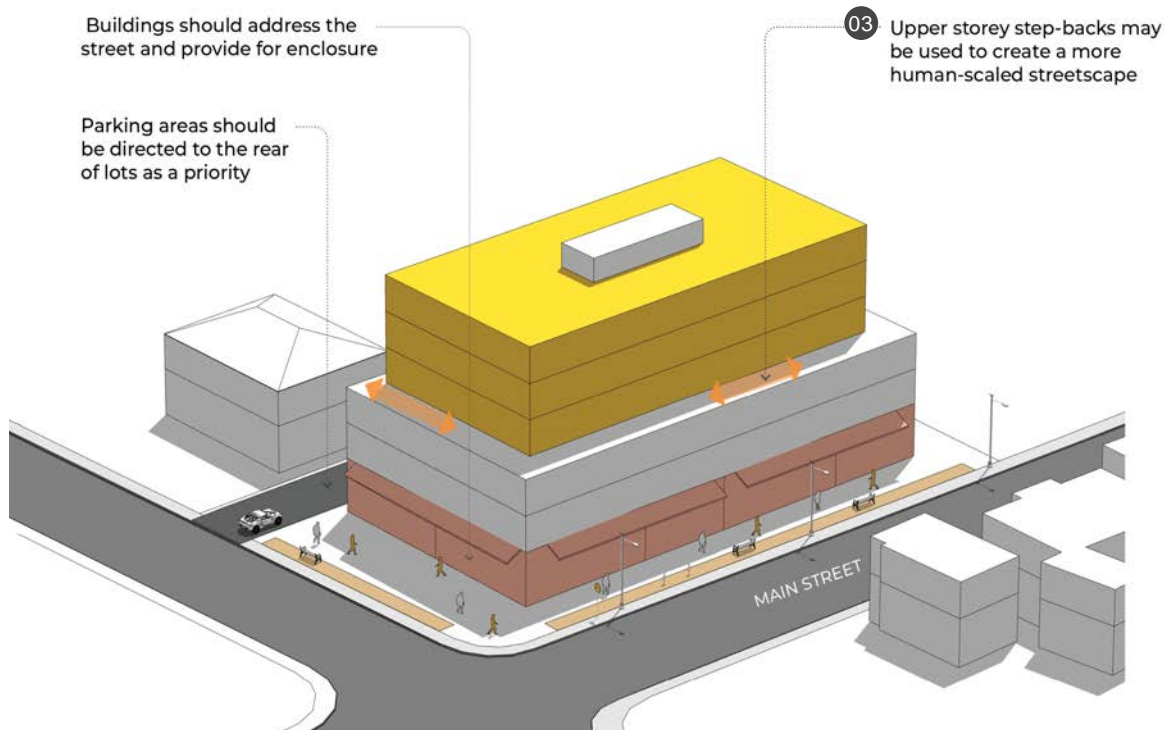 Buildings should address the
street and provide for enclosure
03
Upper storey step-backs may
be used to create a more
human-scaled streetscape
Parking areas should
be directed to the rear
of lots as a priority
MAIN STREET